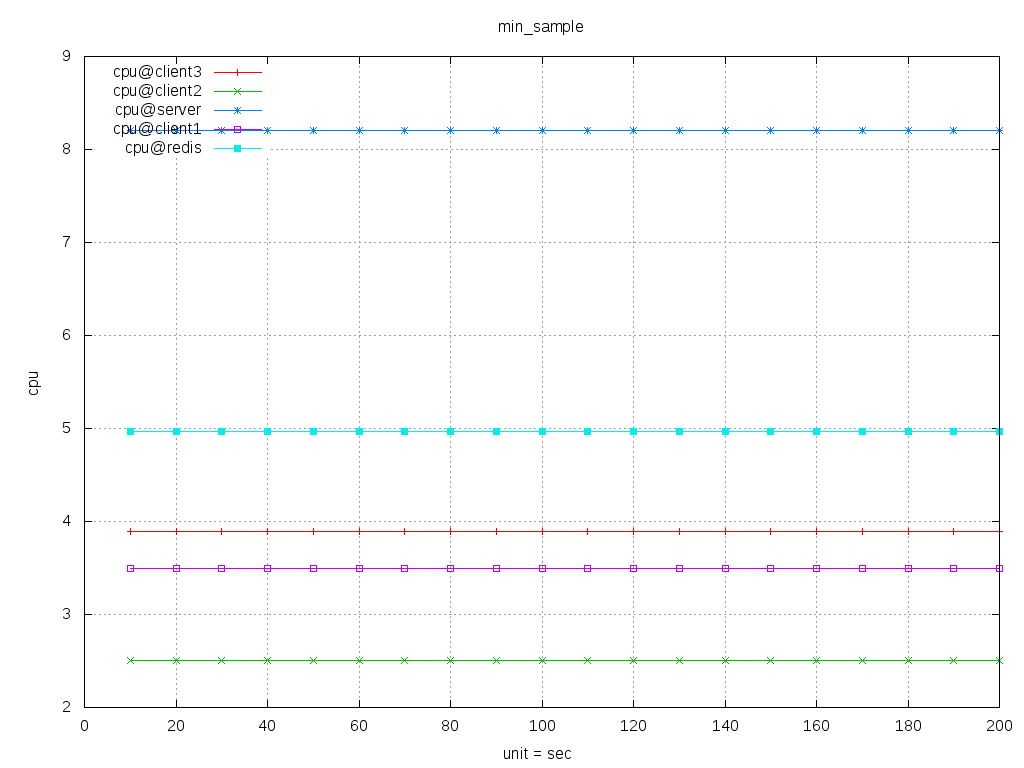 min_sample
9
8
7
6
5
4
3
2
cpu
cpu@client3
cpu@client2
cpu@server
cpu@client1
cpu@redis
0 20 40 60 80 100 120 140 160 180 200
unit = sec